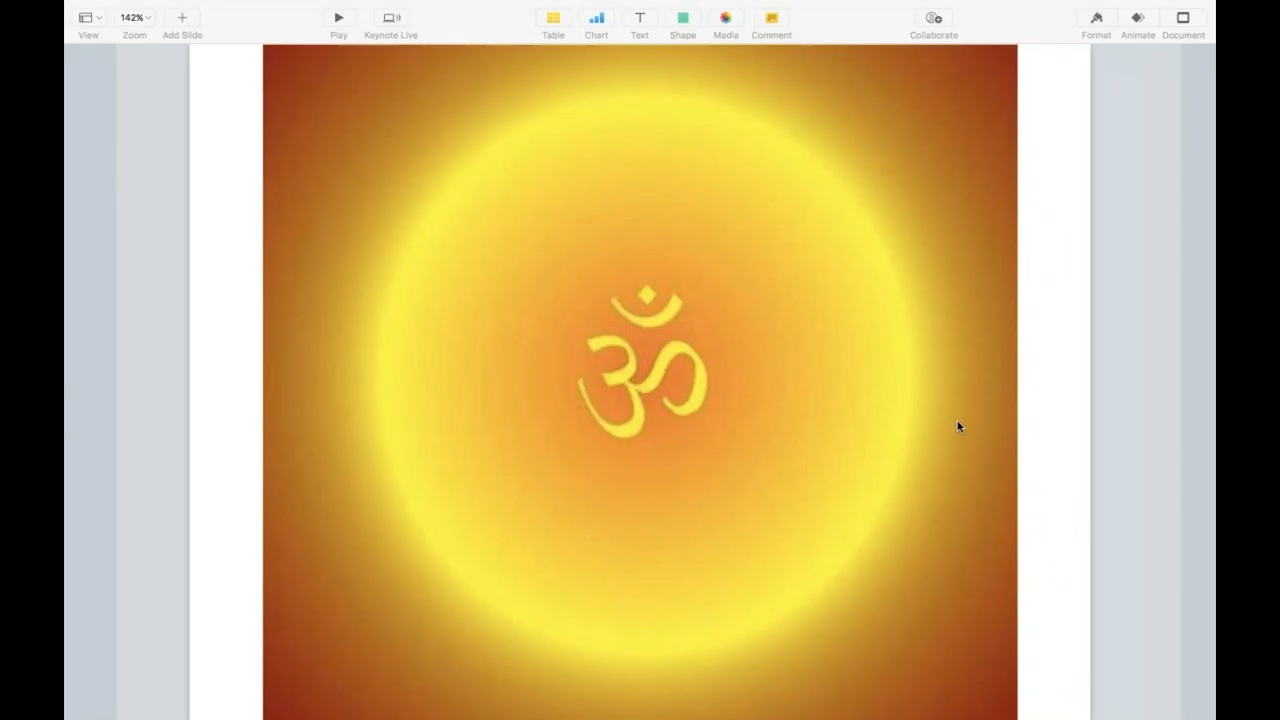 142%
View Zoom Add Slide Play Keynote Live Table Chart Text Shape Media Comment Collaborate Format Animate Document
ॐ